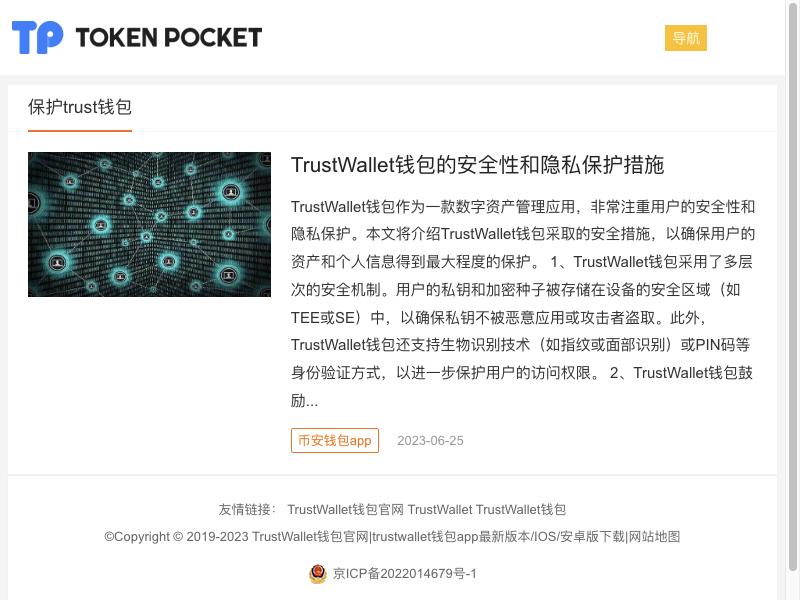 TP TOKEN POCKET
导航
保护trust钱包
TrustWallet钱包的安全性和隐私保护措施
TrustWallet钱包作为一款数字资产管理应用，非常注重用户的安全性和
隐私保护。本文将介绍TrustWallet钱包采取的安全措施，以确保用户的
资产和个人信息得到最大程度的保护。 1、TrustWallet钱包采用了多层
次的安全机制。用户的私钥和加密种子被存储在设备的安全区域（如
TEE或SE）中，以确保私钥不被恶意应用或攻击者盗取。此外，
TrustWallet钱包还支持生物识别技术（如指纹或面部识别）或PIN码等
身份验证方式，以进一步保护用户的访问权限。 2、TrustWallet钱包鼓
励...
币安钱包app 2023-06-25
友情链接： TrustWallet钱包官网 TrustWallet TrustWallet钱包
©Copyright © 2019-2023 TrustWallet钱包官网|trustwallet钱包app最新版本/IOS/安卓版下载|网站地图
京ICP备2022014679号-1